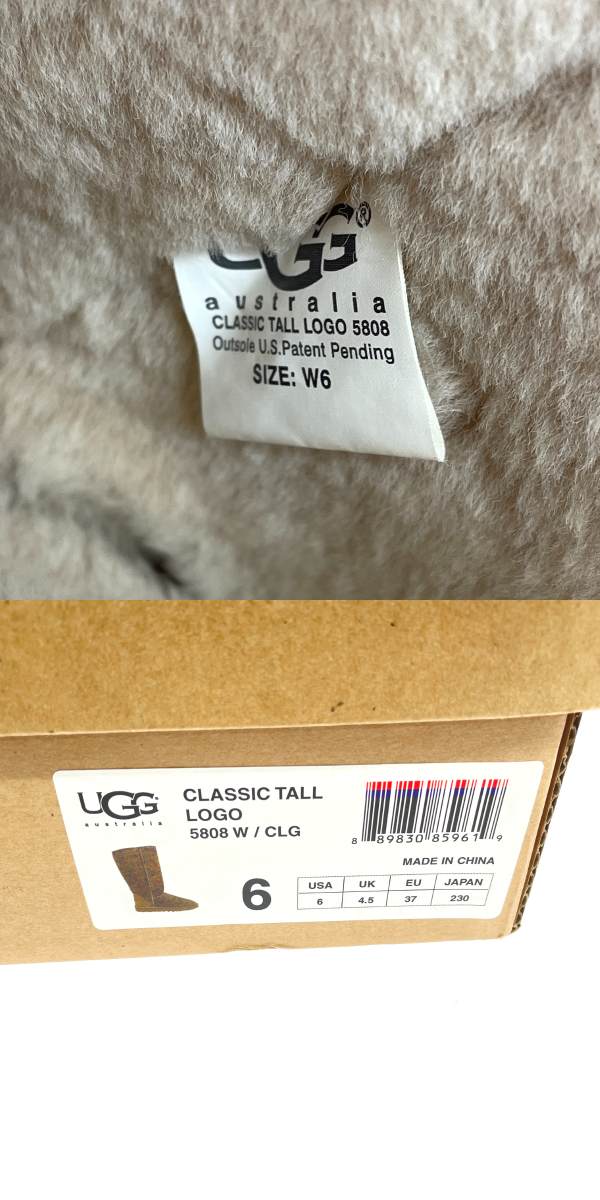 UGG®
australia
CLASSIC TALL LOGO 5808
Outsole U.S.Patent Pending
SIZE: W6
UGG®
australia
CLASSIC TALL
LOGO
5808 W / CLG
8 89830 85961 9
MADE IN CHINA
6
USA UK EU JAPAN
6 4.5 37 230